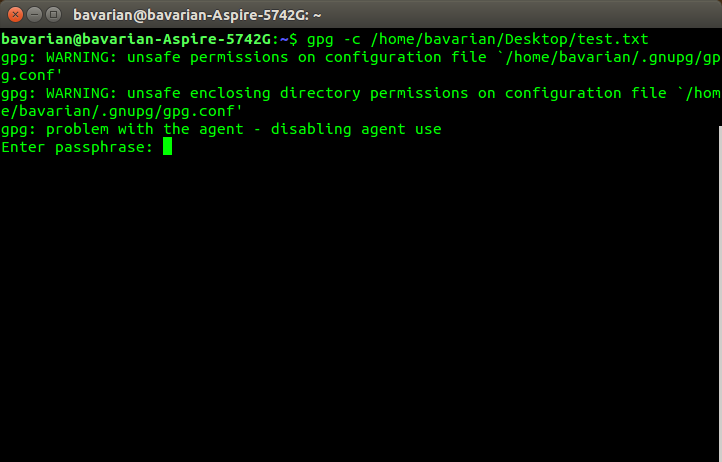 bavarian@bavarian-Aspire-5742G: ~
bavarian@bavarian-Aspire-5742G:~$ gpg -c /home/bavarian/Desktop/test.txt
gpg: WARNING: unsafe permissions on configuration file `/home/bavarian/.gnupg/gp
g.conf'
gpg: WARNING: unsafe enclosing directory permissions on configuration file `/hom
e/bavarian/.gnupg/gpg.conf'
gpg: problem with the agent - disabling agent use
Enter passphrase: